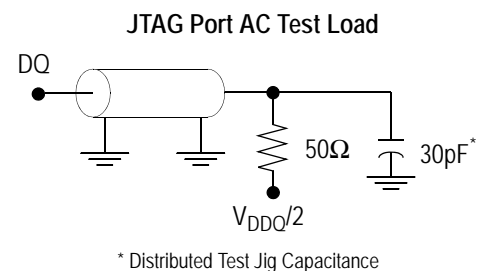 JTAG Port AC Test Load
DQ
50Ω
30pF*
VDDQ/2
* Distributed Test Jig Capacitance